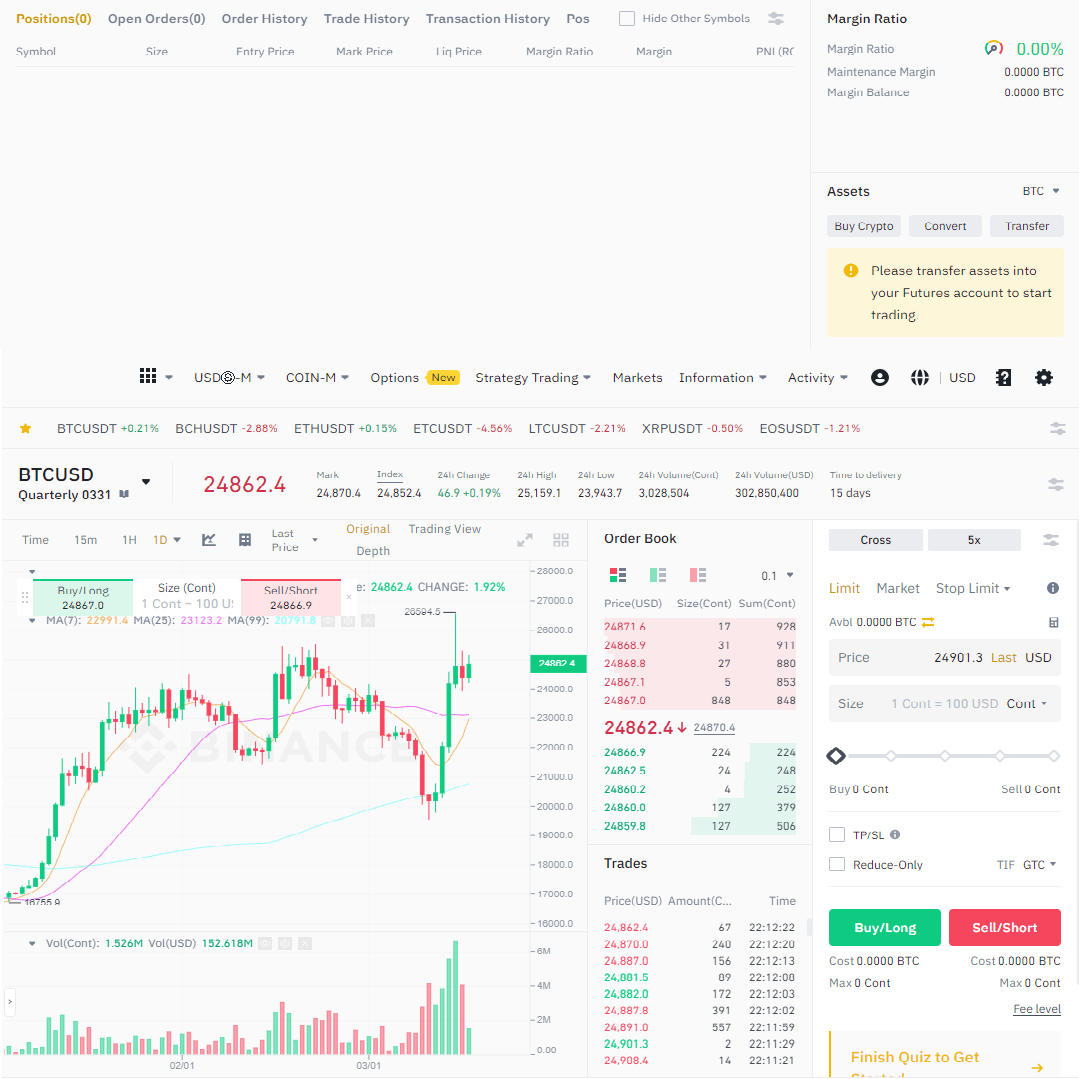 Positions(0) Open Orders(0) Order History Trade History Transaction History Pos Hide Other Symbols
Symbol Size Entry Price Mark Price Liq Price Margin Ratio Margin PNL (RO
Margin Ratio
Margin Ratio 0.00%
Maintenance Margin 0.0000 BTC
Margin Balance 0.0000 BTC
Assets BTC
Buy Crypto Convert Transfer
Please transfer assets into
your Futures account to start
trading.
USDⓈ-M COIN-M Options New Strategy Trading Markets Information Activity USD
BTCUSDT +0.21% BCHUSDT -2.88% ETHUSDT +0.15% ETCUSDT -4.56% LTCUSDT -2.21% XRPUSDT -0.50% EOSUSDT -1.21%
BTCUSD
Quarterly 0331
24862.4
Mark Index 24h Change 24h High 24h Low 24h Volume(Cont) 24h Volume(USD) Time to delivery
24,870.4 24,852.4 46.9 +0.19% 25,159.1 23,943.7 3,028,504 302,850,400 15 days
Time 15m 1H 1D Last Price Original Trading View Depth
Buy/Long
24867.0
Size (Cont)
1 Cont = 100 US
Sell/Short
24866.9
e: 24862.4 CHANGE: 1.92%
MA(7): 22991.4 MA(25): 23123.2 MA(99): 20791.8
26594.5
16755.9
BINANCE
28000.0
27000.0
26000.0
24862.4
24000.0
23000.0
22000.0
21000.0
20000.0
19000.0
18000.0
17000.0
16000.0
Vol(Cont): 1.526M Vol(USD) 152.618M
6M
4M
2M
0.00
02/01 03/01
Order Book
0.1
Price(USD) Size(Cont) Sum(Cont)
24871.6 17 928
24868.9 31 911
24868.8 27 880
24867.1 5 853
24867.0 848 848
24862.4 24870.4
24866.9 224 224
24862.5 24 248
24860.2 4 252
24860.0 127 379
24859.8 127 506
Trades
Price(USD) Amount(C... Time
24,862.4 67 22:12:22
24,870.0 240 22:12:20
24,887.0 156 22:12:13
22:12:08
24,882.0 172 22:12:03
24,887.8 391 22:12:02
24,891.0 557 22:11:59
24,901.3 2 22:11:29
24,908.4 14 22:11:21
Cross 5x
Limit Market Stop Limit
Avbl 0.0000 BTC
Price 24901.3 Last USD
Size 1 Cont = 100 USD Cont
Buy 0 Cont Sell 0 Cont
TP/SL
Reduce-Only TIF GTC
Buy/Long Sell/Short
Cost 0.0000 BTC Cost 0.0000 BTC
Max 0 Cont Max 0 Cont
Fee level
Finish Quiz to Get